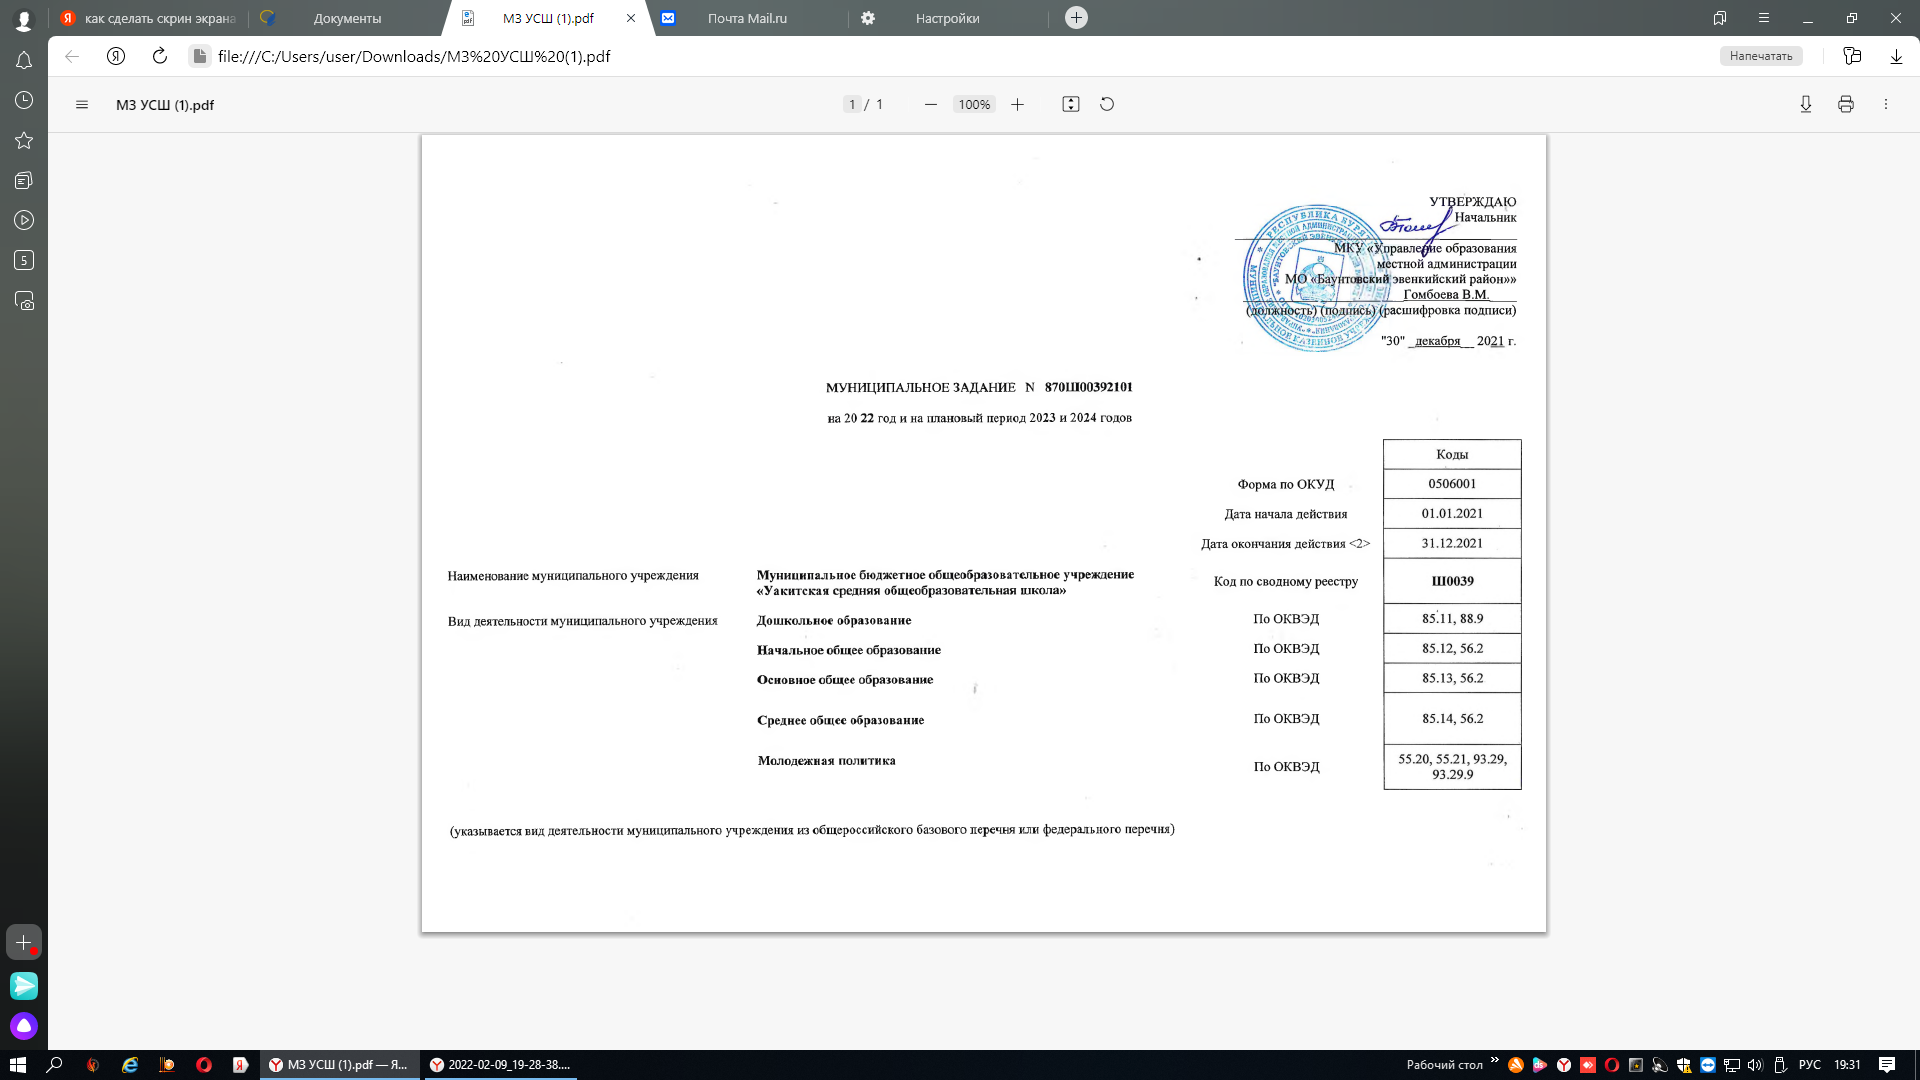 как сделать скрин экрана
Документы
МЗ УСШ (1).pdf
Почта Mail.ru
Настройки
file:///C:/Users/user/Downloads/МЗ%20УСШ%20(1).pdf
Напечатать
МЗ УСШ (1).pdf
1 / 1
100%
5
УТВЕРЖДАЮ
Начальник
МКУ «Управление образования
местной администрации
МО «Баунтовский эвенкийский район»»
Гомбоева В.М.
(должность) (подпись) (расшифровка подписи)
"30" декабря 2021 г.
МУНИЦИПАЛЬНОЕ ЗАДАНИЕ N 870Ш00392101
на 20 22 год и на плановый период 2023 и 2024 годов
Коды
Форма по ОКУД 0506001
Дата начала действия 01.01.2021
Дата окончания действия <2> 31.12.2021
Наименование муниципального учреждения Муниципальное бюджетное общеобразовательное учреждение Код по сводному реестру Ш0039
«Уакитская средняя общеобразовательная школа»
Вид деятельности муниципального учреждения Дошкольное образование По ОКВЭД 85.11, 88.9
Начальное общее образование По ОКВЭД 85.12, 56.2
Основное общее образование По ОКВЭД 85.13, 56.2
Среднее общее образование По ОКВЭД 85.14, 56.2
Молодежная политика По ОКВЭД 55.20, 55.21, 93.29,
93.29.9
(указывается вид деятельности муниципального учреждения из общероссийского базового перечня или федерального перечня)
МЗ УСШ (1).pdf — Я...
2022-02-09_19-28-38....
Рабочий стол
РУС
19:31